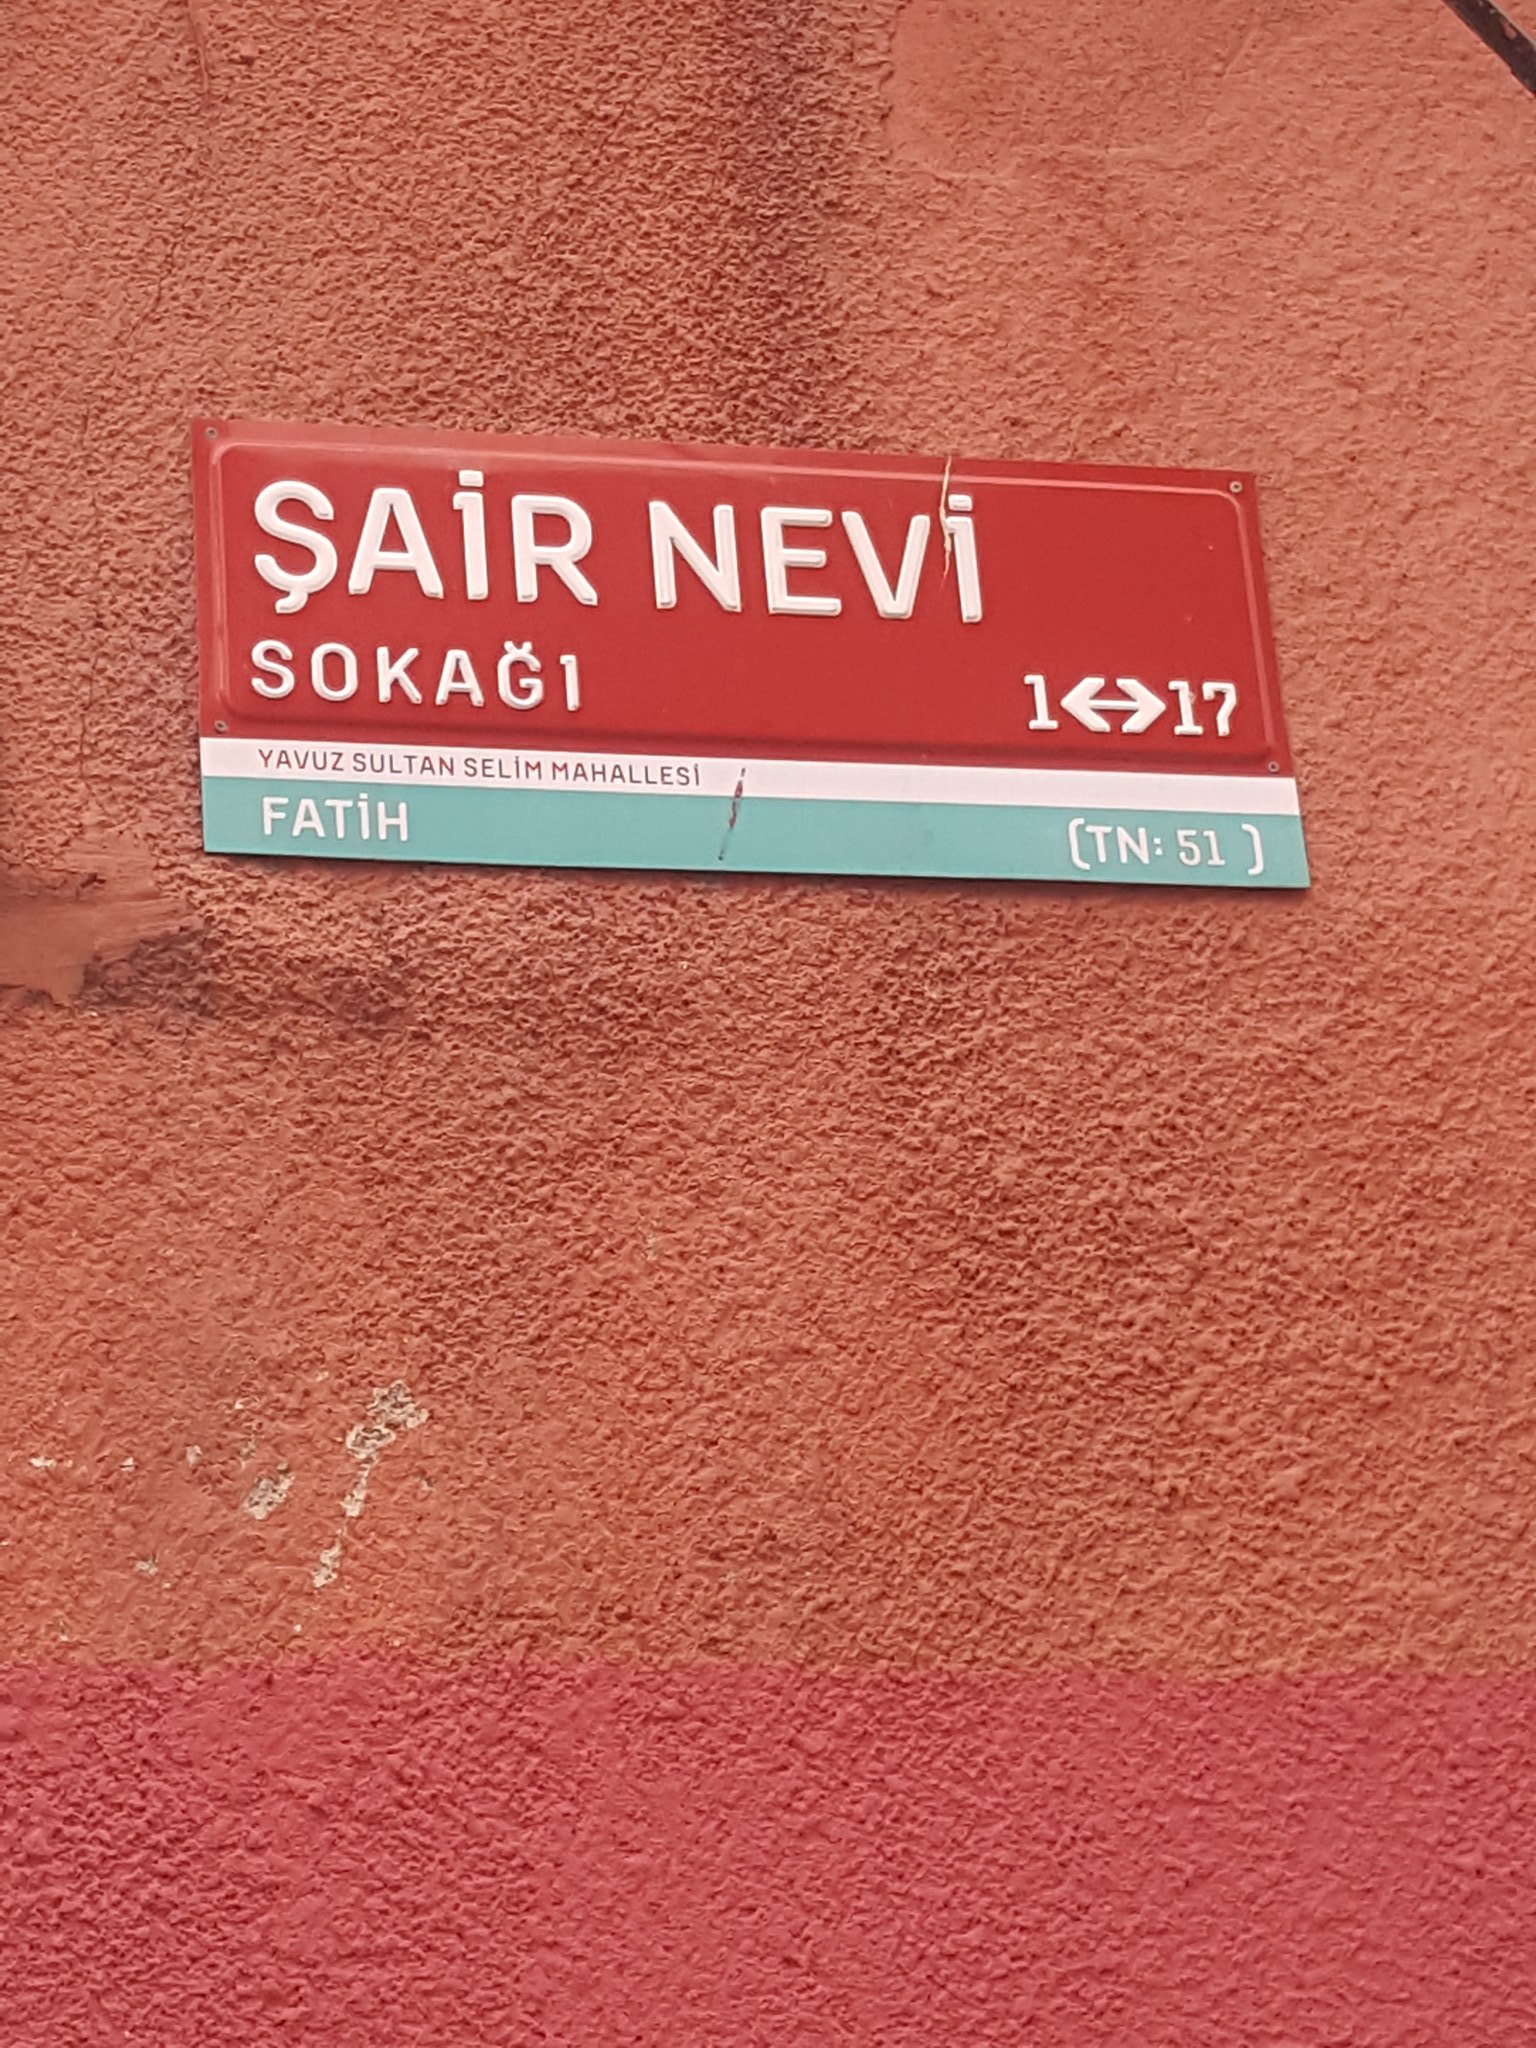 ŞAİR NEVİ
SOKAĞI
1↔17
YAVUZ SULTAN SELİM MAHALLESİ
FATİH (TN: 51 )